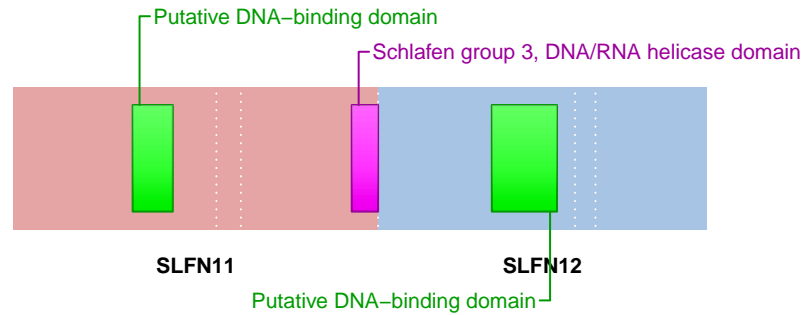 Putative DNA−binding domain
Schlafen group 3, DNA/RNA helicase domain
SLFN11
SLFN12
Putative DNA−binding domain